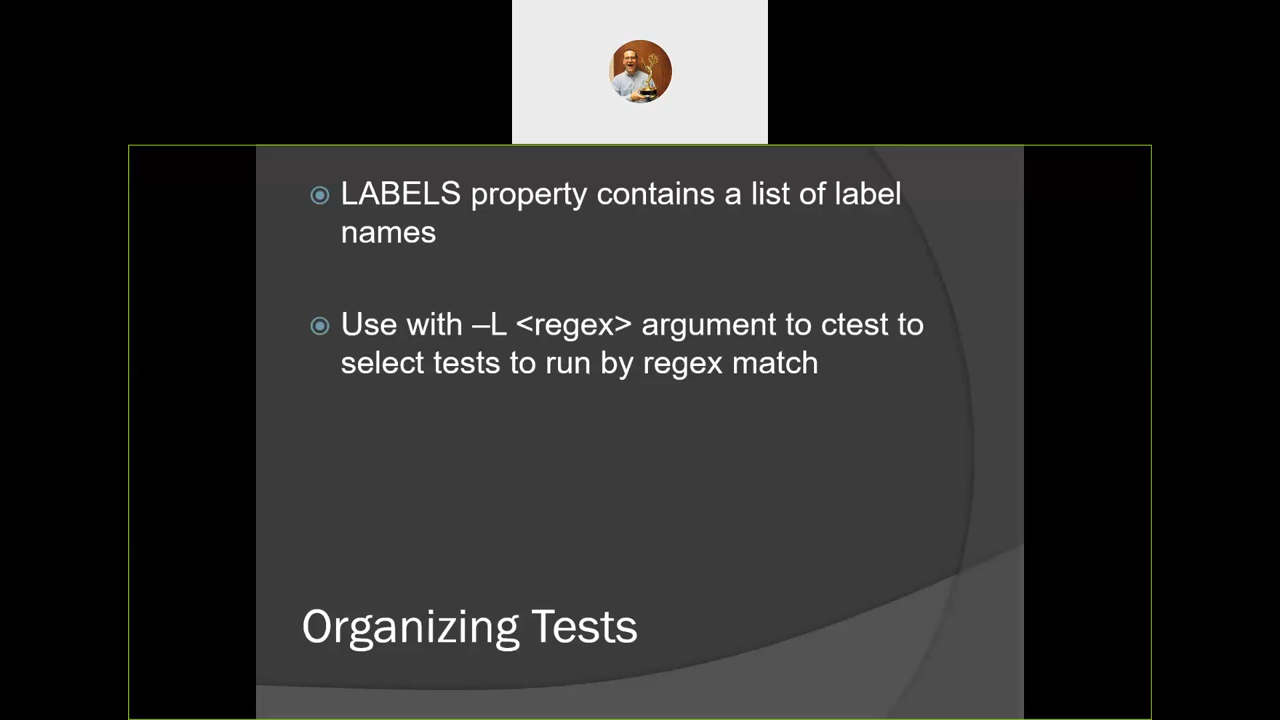 LABELS property contains a list of label
names
Use with –L <regex> argument to ctest to
select tests to run by regex match
Organizing Tests